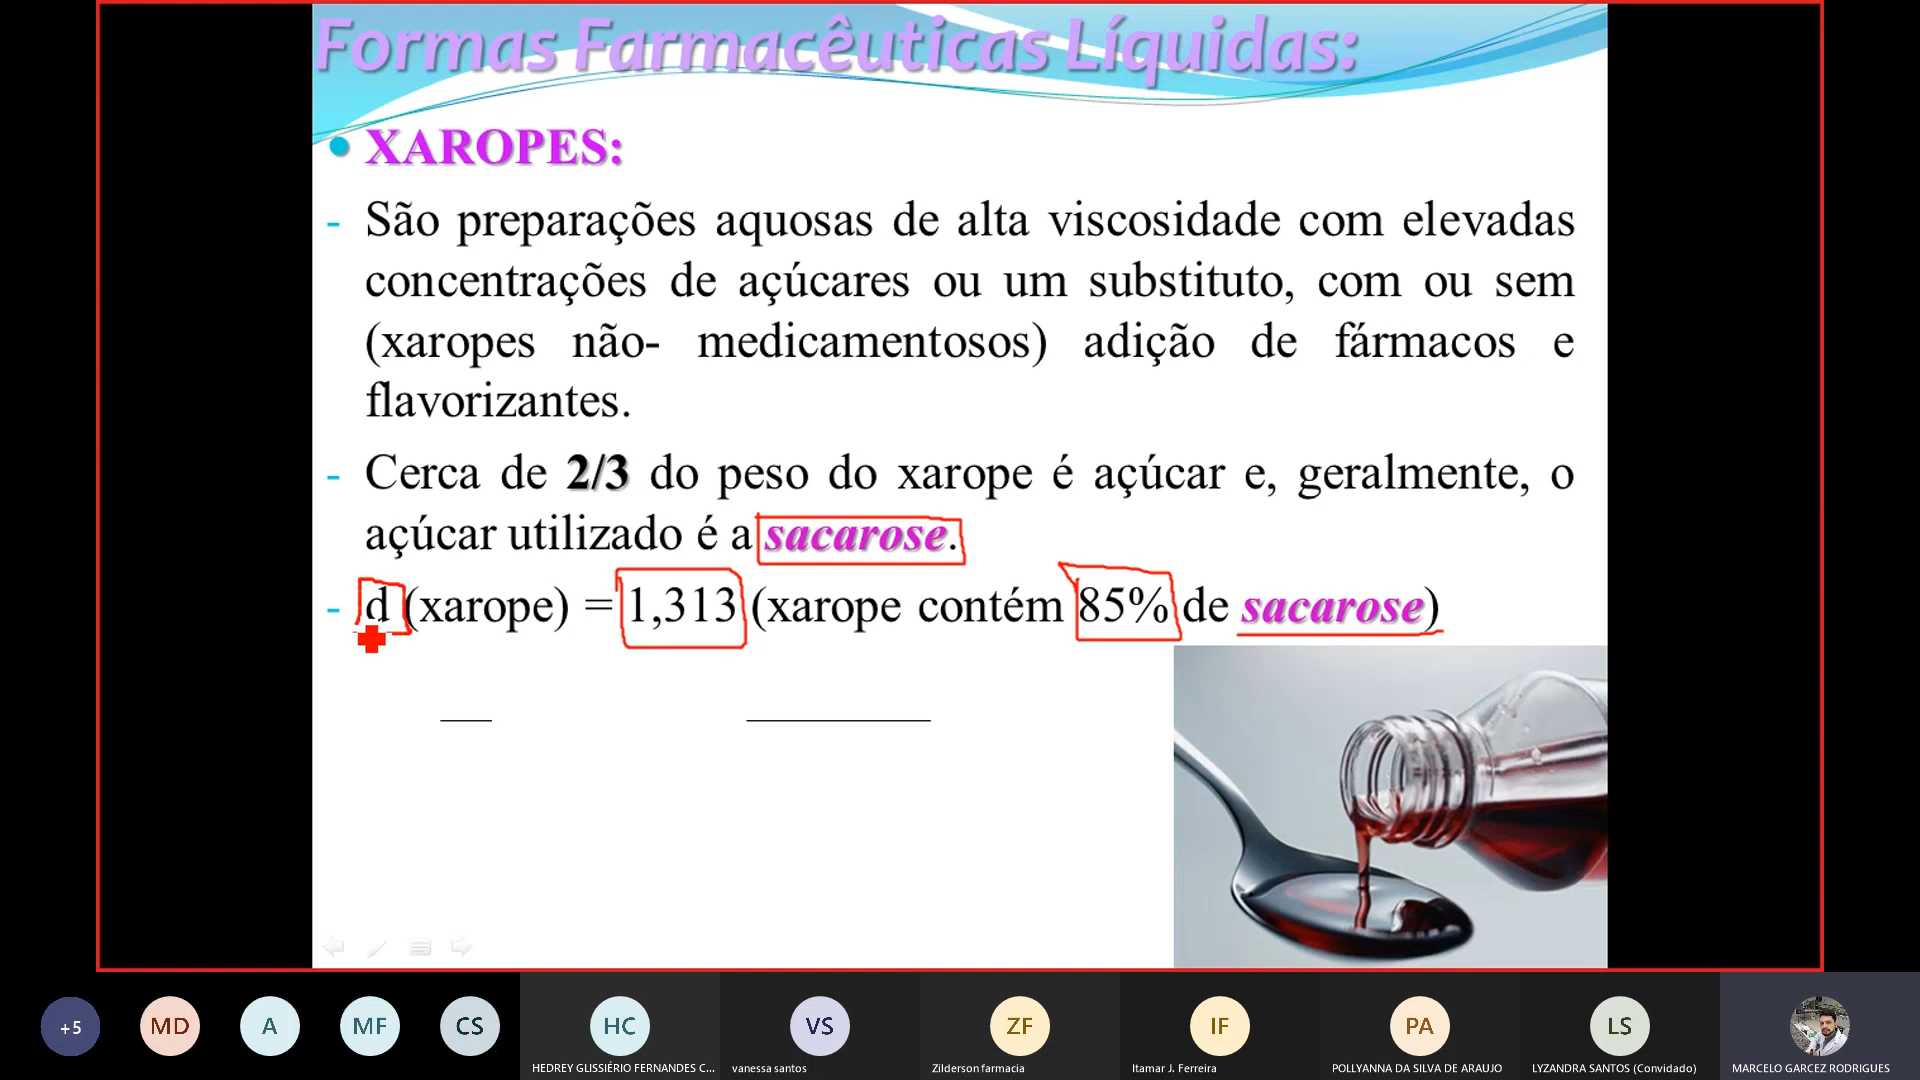 Formas Farmacêuticas Líquidas:
• XAROPES:
- São preparações aquosas de alta viscosidade com elevadas
concentrações de açúcares ou um substituto, com ou sem
(xaropes não- medicamentosos) adição de fármacos e
flavorizantes.
- Cerca de 2/3 do peso do xarope é açúcar e, geralmente, o
açúcar utilizado é a sacarose.
- d (xarope) = 1,313 (xarope contém 85% de sacarose)
+5
MD
A
MF
CS
HC
VS
ZF
IF
PA
LS
HEDREY GLISSIÉRIO FERNANDES C...
vanessa santos
Zilderson farmacia
Itamar J. Ferreira
POLLYANNA DA SILVA DE ARAUJO
LYZANDRA SANTOS (Convidado)
MARCELO GARCEZ RODRIGUES